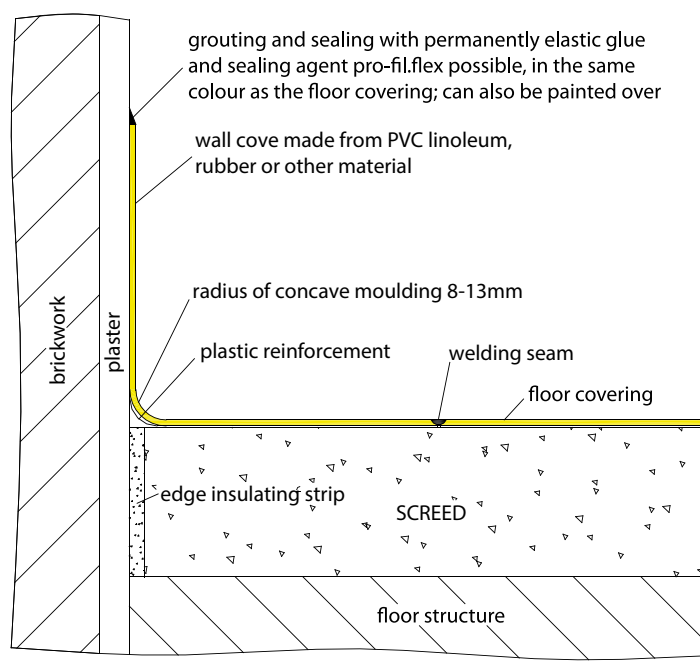 grouting and sealing with permanently elastic glue
and sealing agent pro-fil.flex possible, in the same
colour as the floor covering; can also be painted over
wall cove made from PVC linoleum,
rubber or other material
radius of concave moulding 8-13mm
brickwork
plaster
plastic reinforcement
welding seam
floor covering
edge insulating strip
SCREED
floor structure